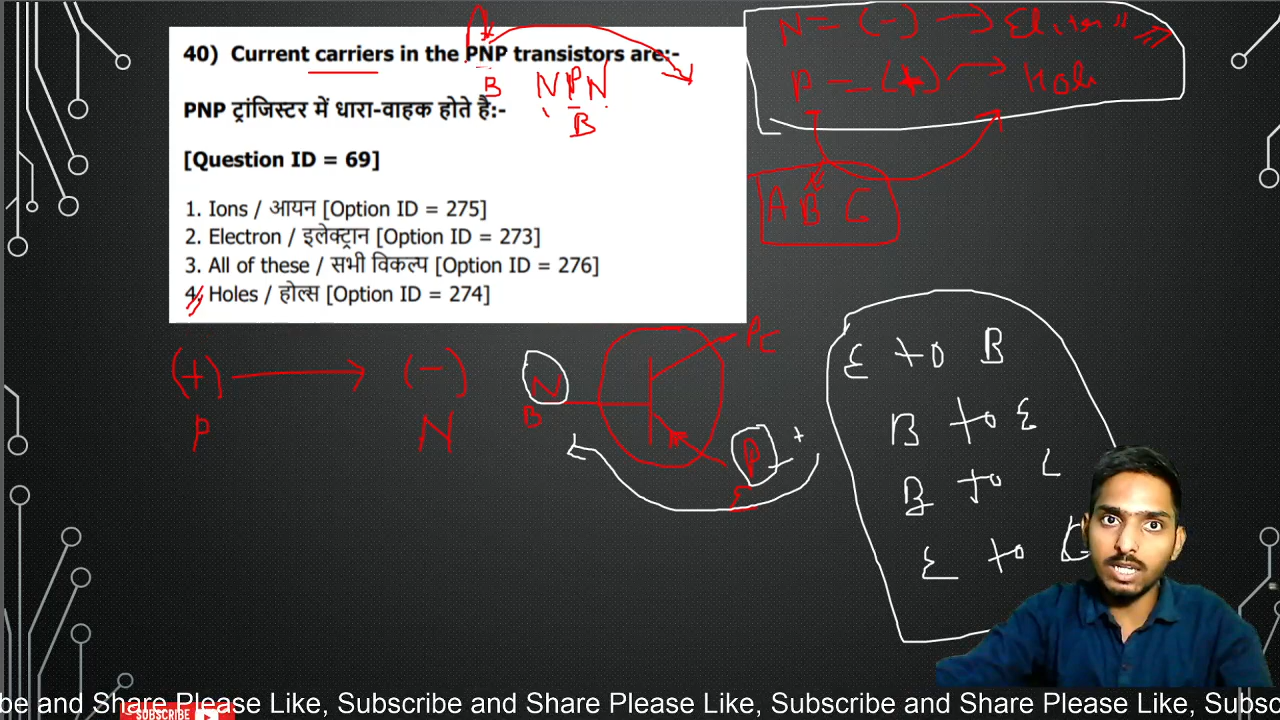 40) Current carriers in the PNP transistors are:-
B
NPN
B
PNP ट्रांजिस्टर में धारा-वाहक होते है:-
[Question ID = 69]
1. Ions / आयन [Option ID = 275]
2. Electron / इलेक्ट्रान [Option ID = 273]
3. All of these / सभी विकल्प [Option ID = 276]
4. Holes / होल्स [Option ID = 274]
N = (-) →
P = (+) →
A B C
(+) → (-)
P N
N
B
P C
P +
E
E to B
B to E
B to C
E to C
be and Share Please Like, Subscribe and Share Please Like, Subscribe and Share Please Like, Subsc
SUBSCRIBE